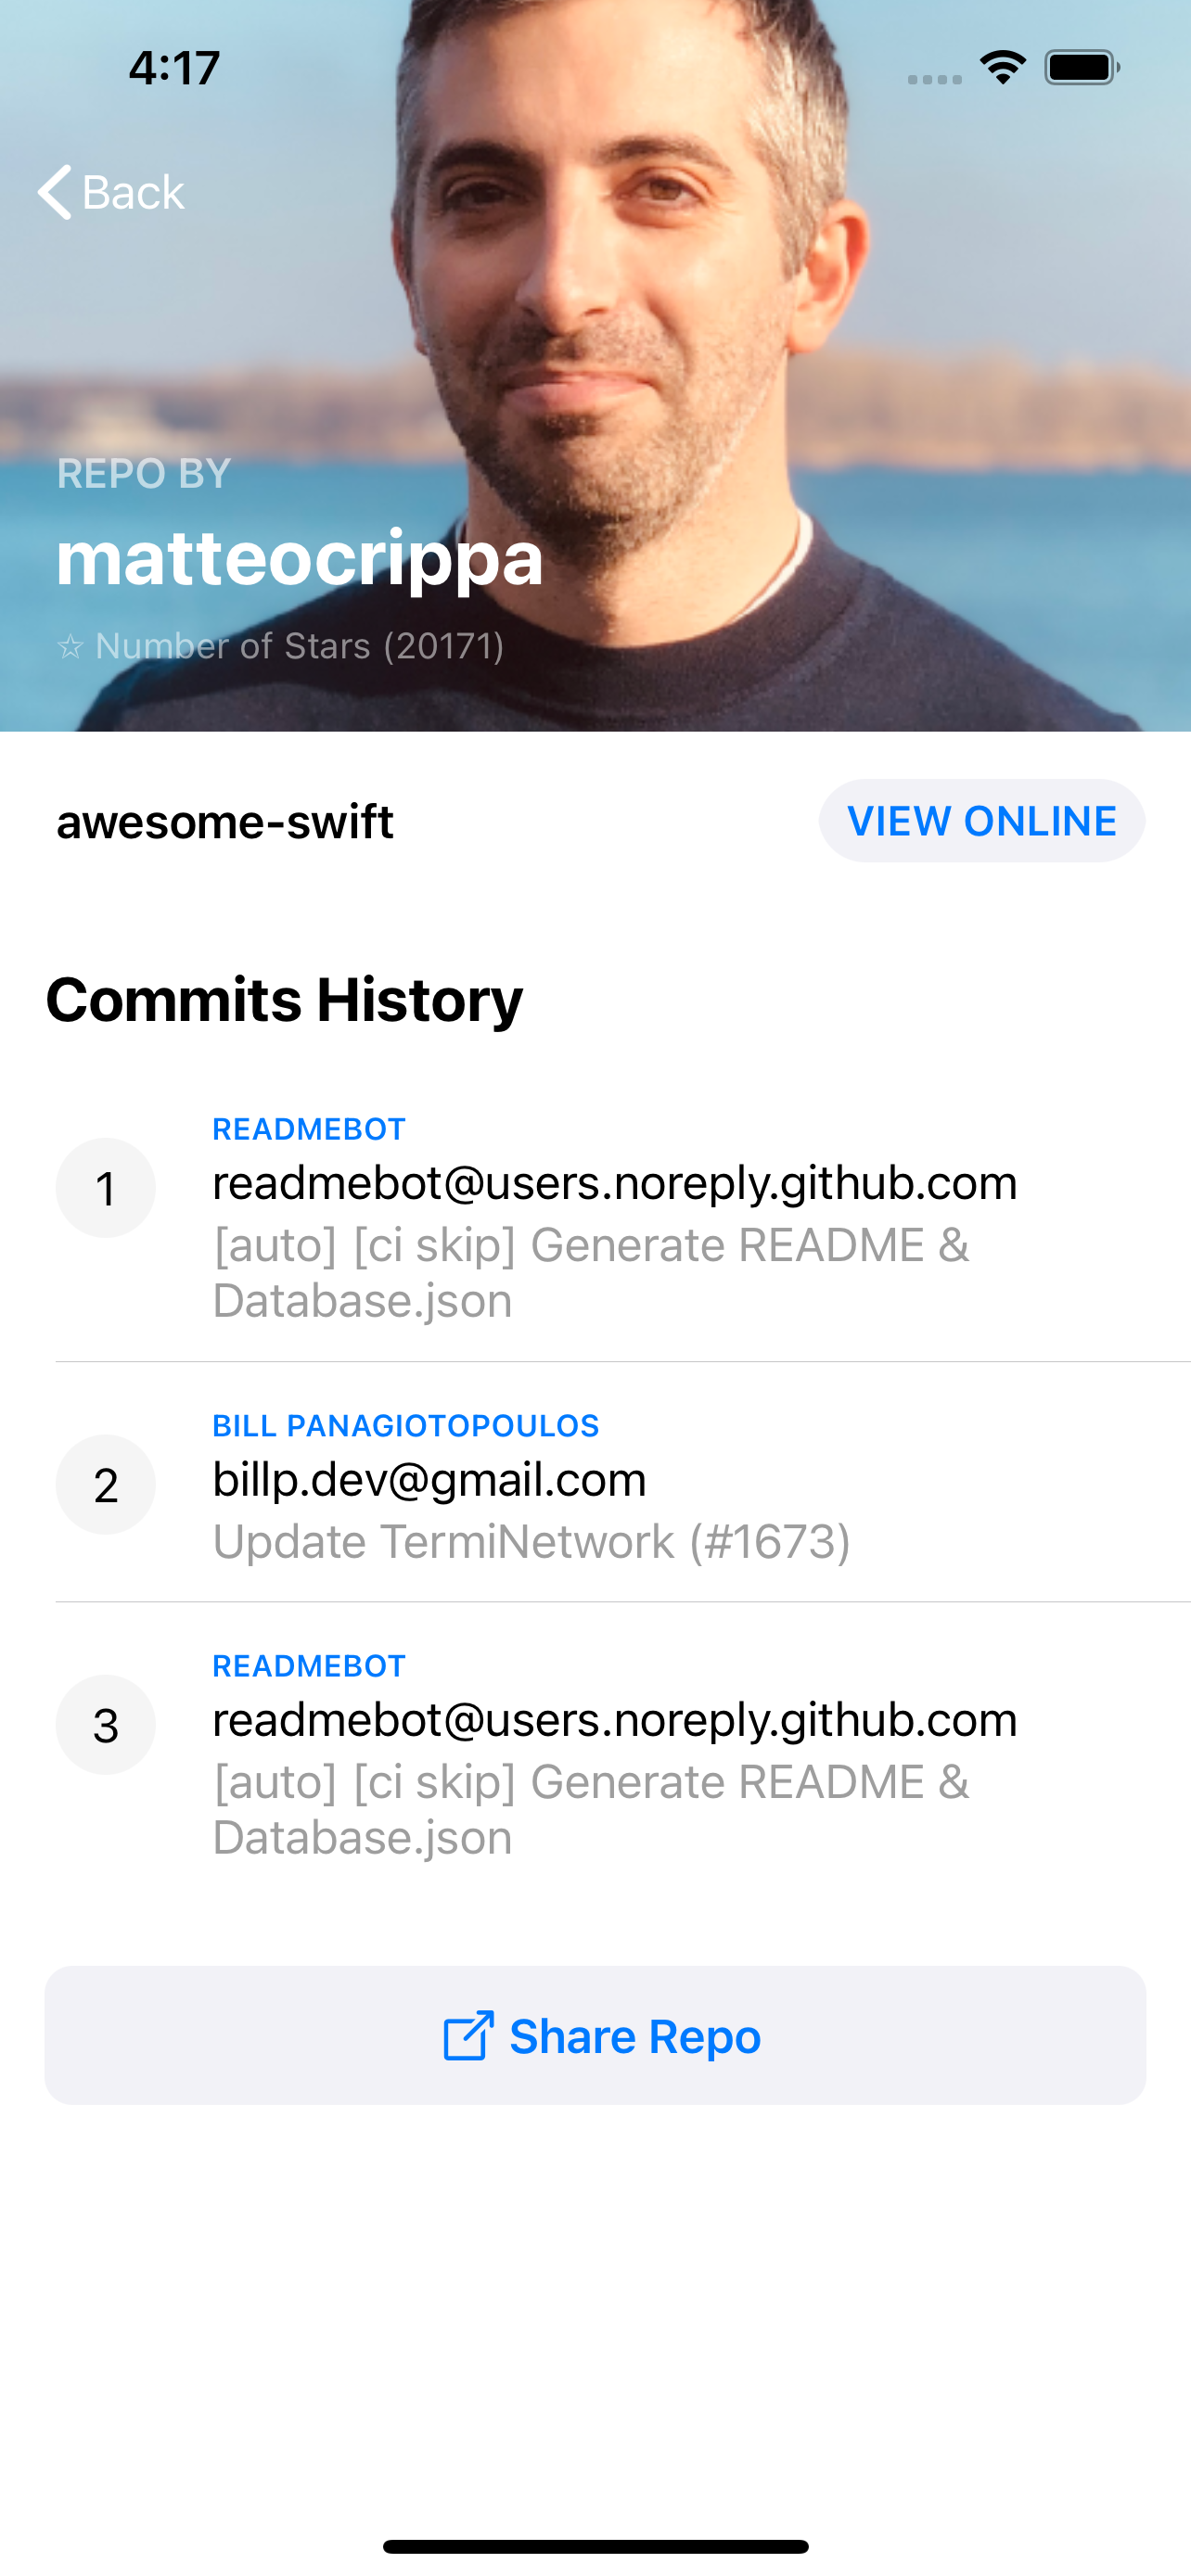 4:17
Back
REPO BY
matteocrippa
☆ Number of Stars (20171)
awesome-swift
VIEW ONLINE
Commits History
READMEBOT
1
readmebot@users.noreply.github.com
[auto] [ci skip] Generate README &
Database.json
BILL PANAGIOTOPOULOS
2
billp.dev@gmail.com
Update TermiNetwork (#1673)
READMEBOT
3
readmebot@users.noreply.github.com
[auto] [ci skip] Generate README &
Database.json
Share Repo